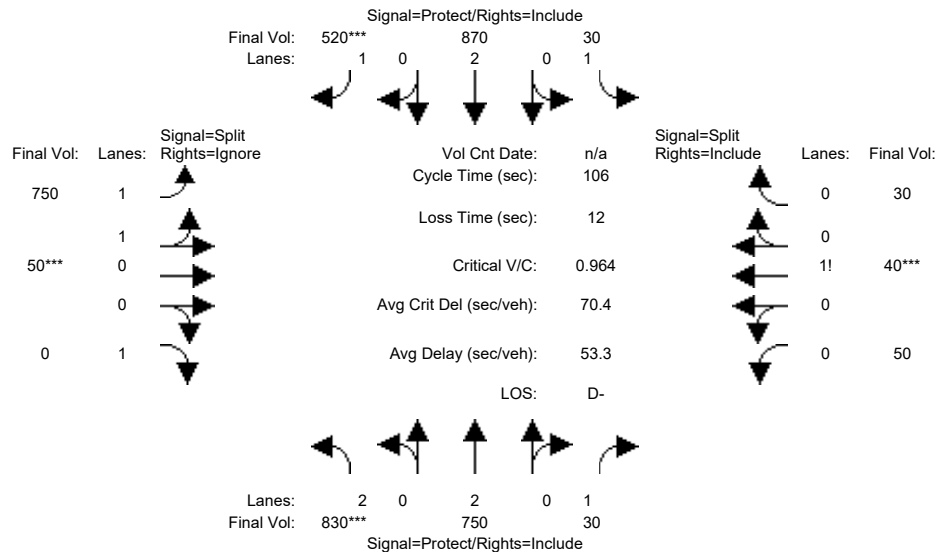 Signal=Protect/Rights=Include
Final Vol: 520*** 870 30
Lanes: 1 0 2 0 1
Signal=Split
Rights=Ignore
Final Vol: Lanes:
Vol Cnt Date: n/a
Signal=Split
Rights=Include
Lanes: Final Vol:
Cycle Time (sec): 106
750 1
0 30
Loss Time (sec): 12
1
0
50*** 0
Critical V/C: 0.964
1! 40***
0
Avg Crit Del (sec/veh): 70.4
0
0 1
Avg Delay (sec/veh): 53.3
0 50
LOS: D-
Lanes: 2 0 2 0 1
Final Vol: 830*** 750 30
Signal=Protect/Rights=Include